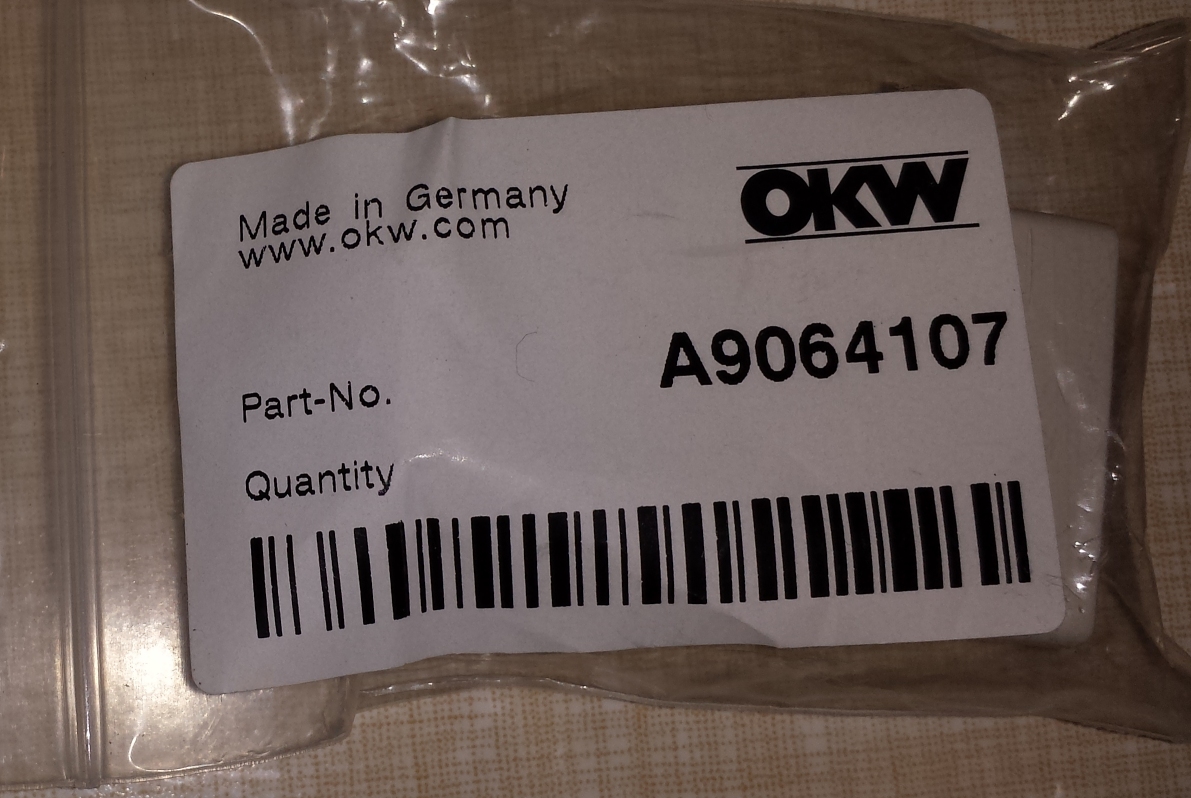 Made in Germany
www.okw.com
OKW
A9064107
Part-No.
Quantity